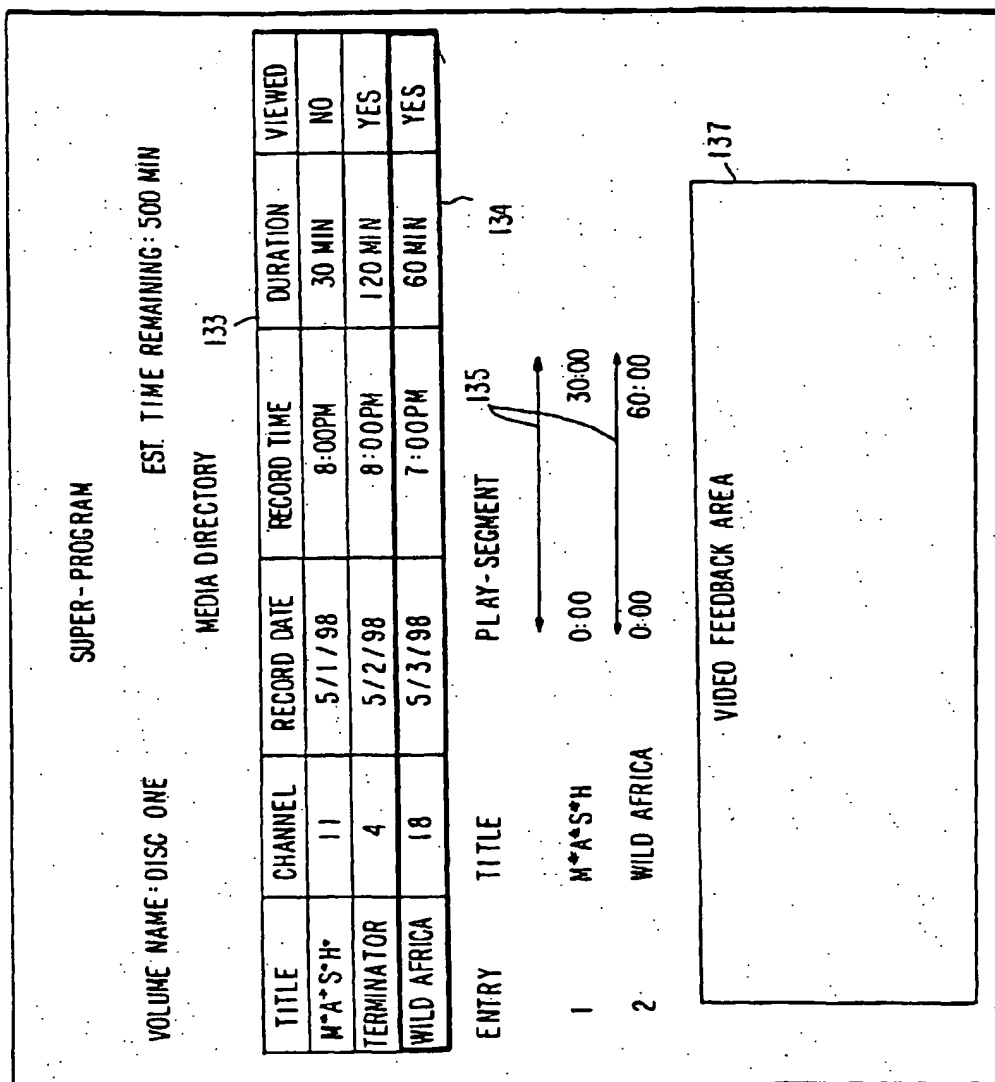 SUPER-PROGRAM
VOLUME NAME: DISC ONE EST. TIME REMAINING: 500 MIN
MEDIA DIRECTORY
133
TITLE CHANNEL RECORD DATE RECORD TIME DURATION VIEWED
M*A*S*H* 11 5/1/98 8:00PM 30 MIN NO
TERMINATOR 4 5/2/98 8:00PM 120 MIN YES
WILD AFRICA 18 5/3/98 7:00PM 60 MIN YES
134
ENTRY TITLE PLAY-SEGMENT
135
1 M*A*S*H 0:00 30:00
2 WILD AFRICA 0:00 60:00
137
VIDEO FEEDBACK AREA